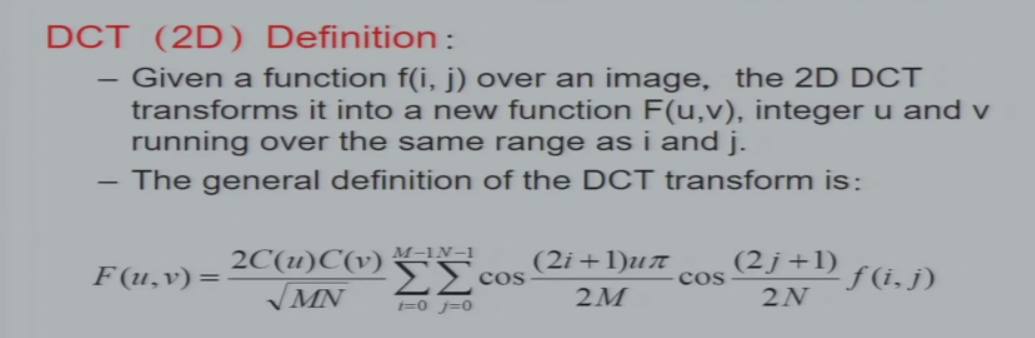 DCT (2D) Definition:
– Given a function f(i, j) over an image, the 2D DCT
transforms it into a new function F(u,v), integer u and v
running over the same range as i and j.
– The general definition of the DCT transform is:
F(u,v) = \frac{2C(u)C(v)}{\sqrt{MN}} \sum_{i=0}^{M-1} \sum_{j=0}^{N-1} \cos \frac{(2i+1)uπ}{2M} \cos \frac{(2j+1)}{2N} f(i,j)